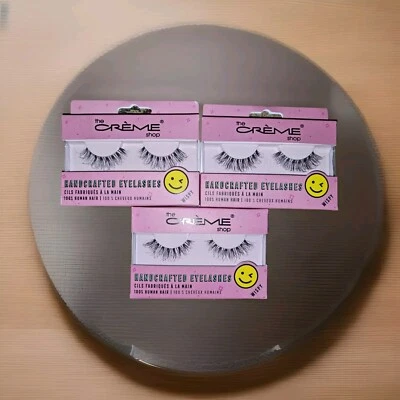 the
CRÈME®
shop
HANDCRAFTED EYELASHES
CILS FABRIQUÉS À LA MAIN
100% HUMAN HAIR | 100 % CHEVEUX HUMAINS
WISPY
the
CRÈME®
shop
HANDCRAFTED EYELASHES
CILS FABRIQUÉS À LA MAIN
100% HUMAN HAIR | 100 % CHEVEUX HUMAINS
WISPY
the
CRÈME®
shop
HANDCRAFTED EYELASHES
CILS FABRIQUÉS À LA MAIN
100% HUMAN HAIR | 100 % CHEVEUX HUMAINS
WISPY